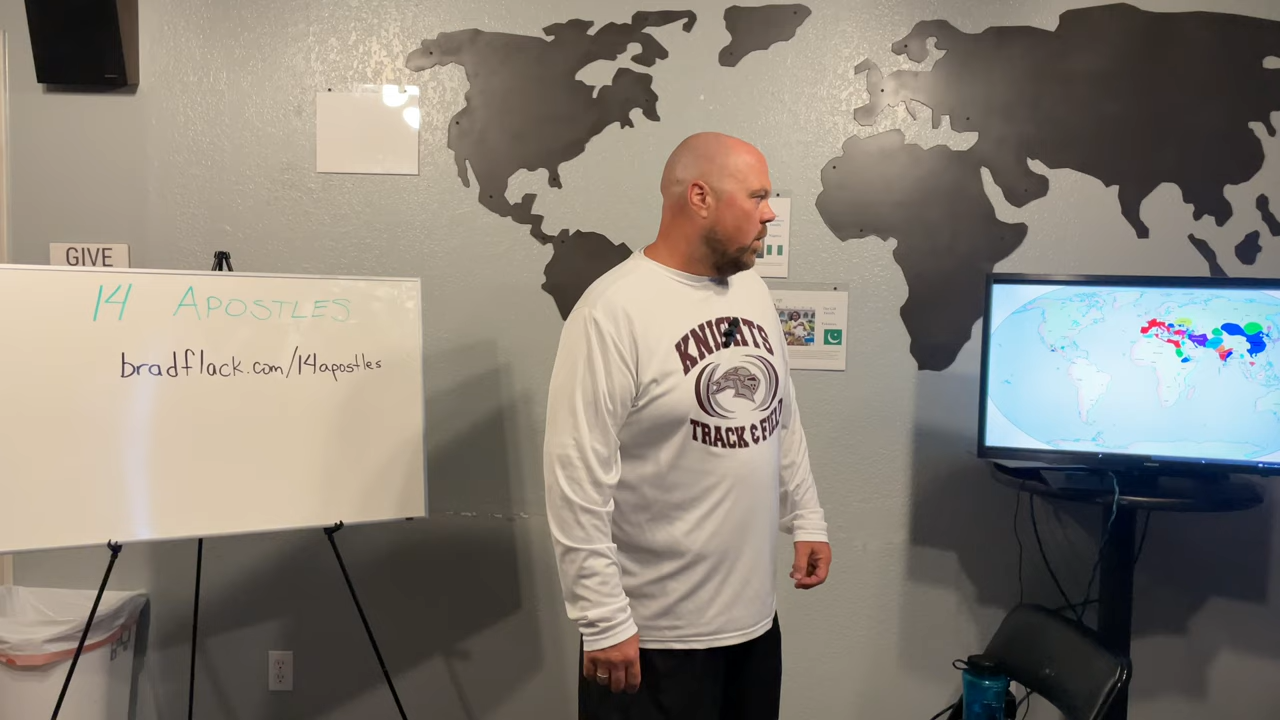 GIVE
14 APOSTLES
bradflack.com/14apostles
KNIGHTS
TRACK & FIELD